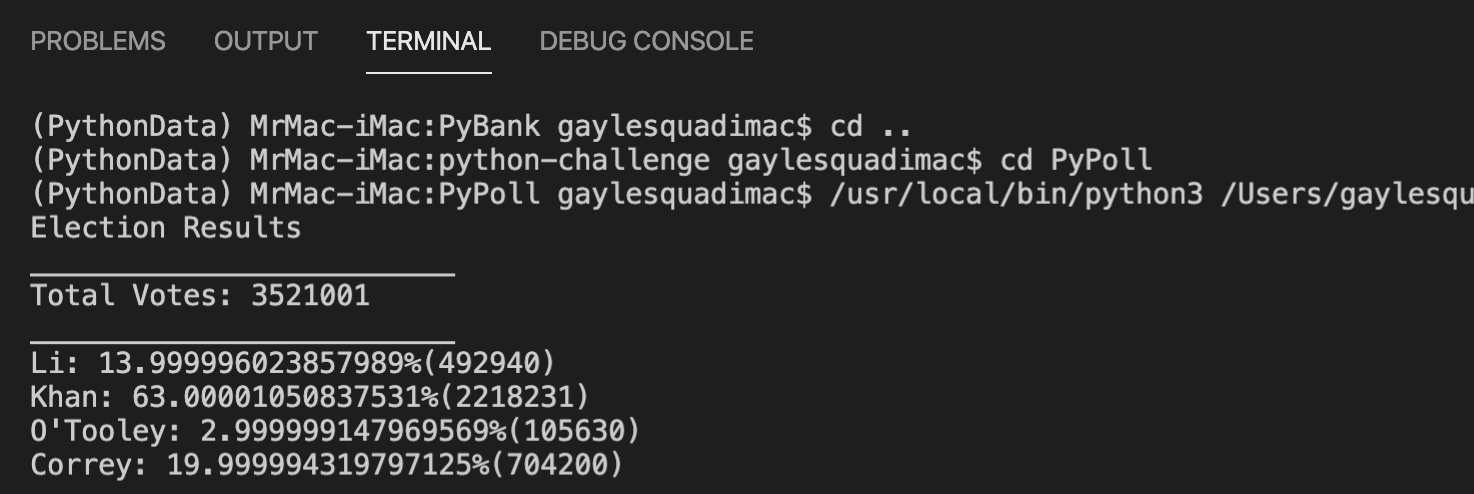 PROBLEMS OUTPUT TERMINAL DEBUG CONSOLE
(PythonData) MrMac-iMac:PyBank gaylesquadimac$ cd ..
(PythonData) MrMac-iMac:python-challenge gaylesquadimac$ cd PyPoll
(PythonData) MrMac-iMac:PyPoll gaylesquadimac$ /usr/local/bin/python3 /Users/gaylesqu
Election Results
_________________________
Total Votes: 3521001
_________________________
Li: 13.999996023857989%(492940)
Khan: 63.00001050837531%(2218231)
O'Tooley: 2.999999147969569%(105630)
Correy: 19.999994319797125%(704200)